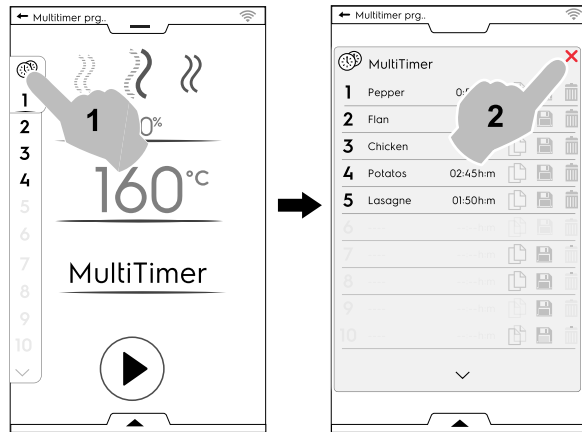 Multitimer prg..
1
2
3
4
5
6
7
8
9
10
1
0%
160°C
MultiTimer
Multitimer prg..
MultiTimer
2
1 Pepper
2 Flan
3 Chicken
4 Potatos 02:45h:m
5 Lasagne 01:50h:m
6 --- --:--h:m
7 --- --:--h:m
8 --- --:--h:m
9 --- --:--h:m
10 --- --:--h:m